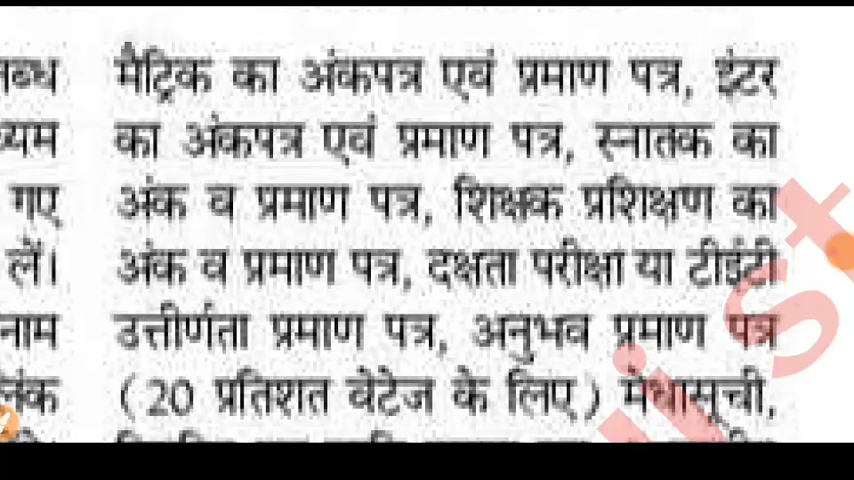 मैट्रिक का अंकपत्र एवं प्रमाण पत्र, इंटर
का अंकपत्र एवं प्रमाण पत्र, स्नातक का
अंक व प्रमाण पत्र, शिक्षक प्रशिक्षण का
अंक व प्रमाण पत्र, दक्षता परीक्षा या टीईटी
उत्तीर्णता प्रमाण पत्र, अनुभव प्रमाण पत्र
(20 प्रतिशत वेटेज के लिए) मेधासूची,
गए
लें।
नाम